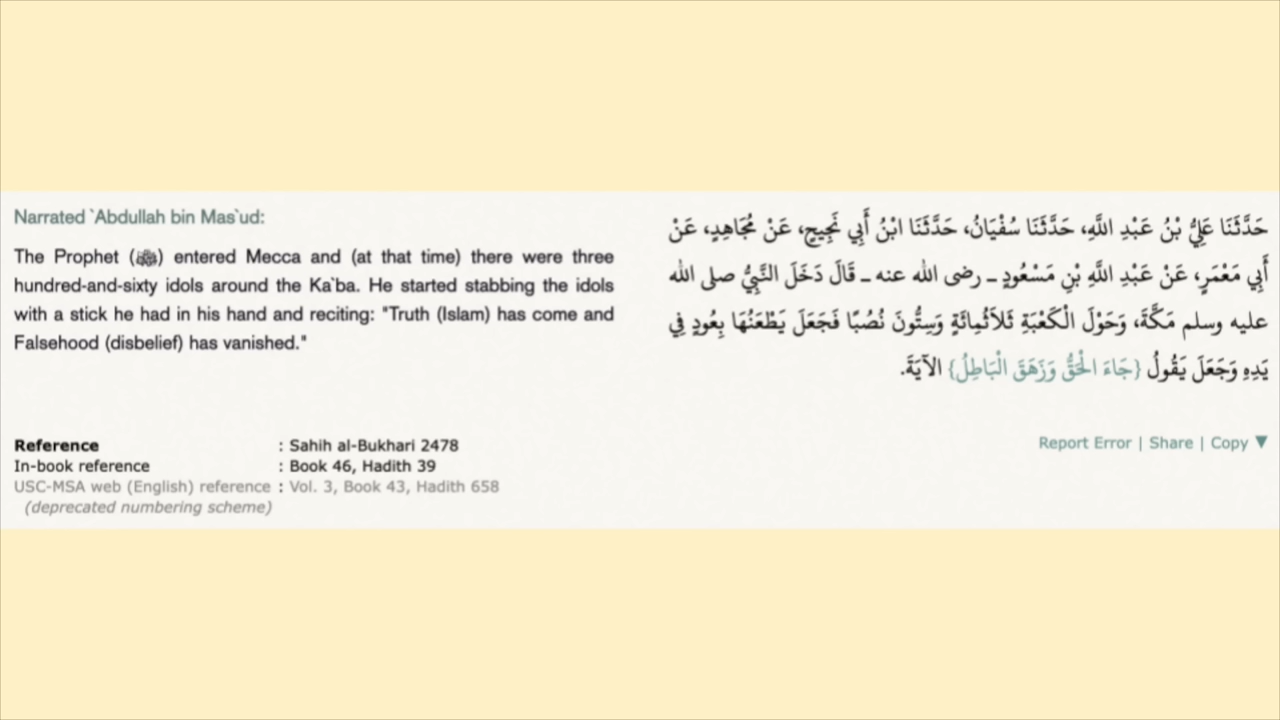 Narrated `Abdullah bin Mas`ud:
The Prophet (ﷺ) entered Mecca and (at that time) there were three
hundred-and-sixty idols around the Ka`ba. He started stabbing the idols
with a stick he had in his hand and reciting: "Truth (Islam) has come and
Falsehood (disbelief) has vanished."
حَدَّثَنَا عَلِيُّ بْنُ عَبْدِ اللَّهِ، حَدَّثَنَا سُفْيَانُ، حَدَّثَنَا ابْنُ أَبِي نَجِيحٍ، عَنْ مُجَاهِدٍ، عَنْ
أَبِي مَعْمَرٍ، عَنْ عَبْدِ اللَّهِ بْنِ مَسْعُودٍ ـ رضى الله عنه ـ قَالَ دَخَلَ النَّبِيُّ صلى الله
عليه وسلم مَكَّةَ، وَحَوْلَ الْكَعْبَةِ ثَلاَثُمِائَةٍ وَسِتُّونَ نُصُبًا فَجَعَلَ يَطْعَنُهَا بِعُودٍ فِي
يَدِهِ وَجَعَلَ يَقُولُ {جَاءَ الْحَقُّ وَزَهَقَ الْبَاطِلُ} الآيَةَ.
Reference : Sahih al-Bukhari 2478
In-book reference : Book 46, Hadith 39
USC-MSA web (English) reference : Vol. 3, Book 43, Hadith 658
(deprecated numbering scheme)
Report Error | Share | Copy ▼